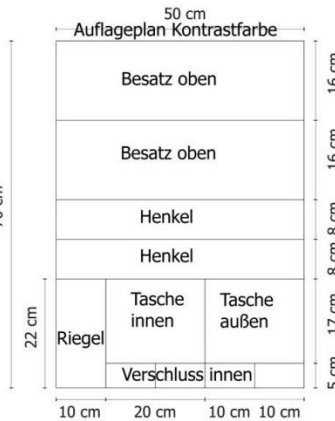 50 cm
Auflageplan Kontrastfarbe
Besatz oben
16 cm
Besatz oben
16 cm
Henkel
8 cm
Henkel
8 cm
22 cm
Riegel
Tasche
innen
Tasche
außen
17 cm
Verschluss innen
5 cm
10 cm 20 cm 10 cm 10 cm